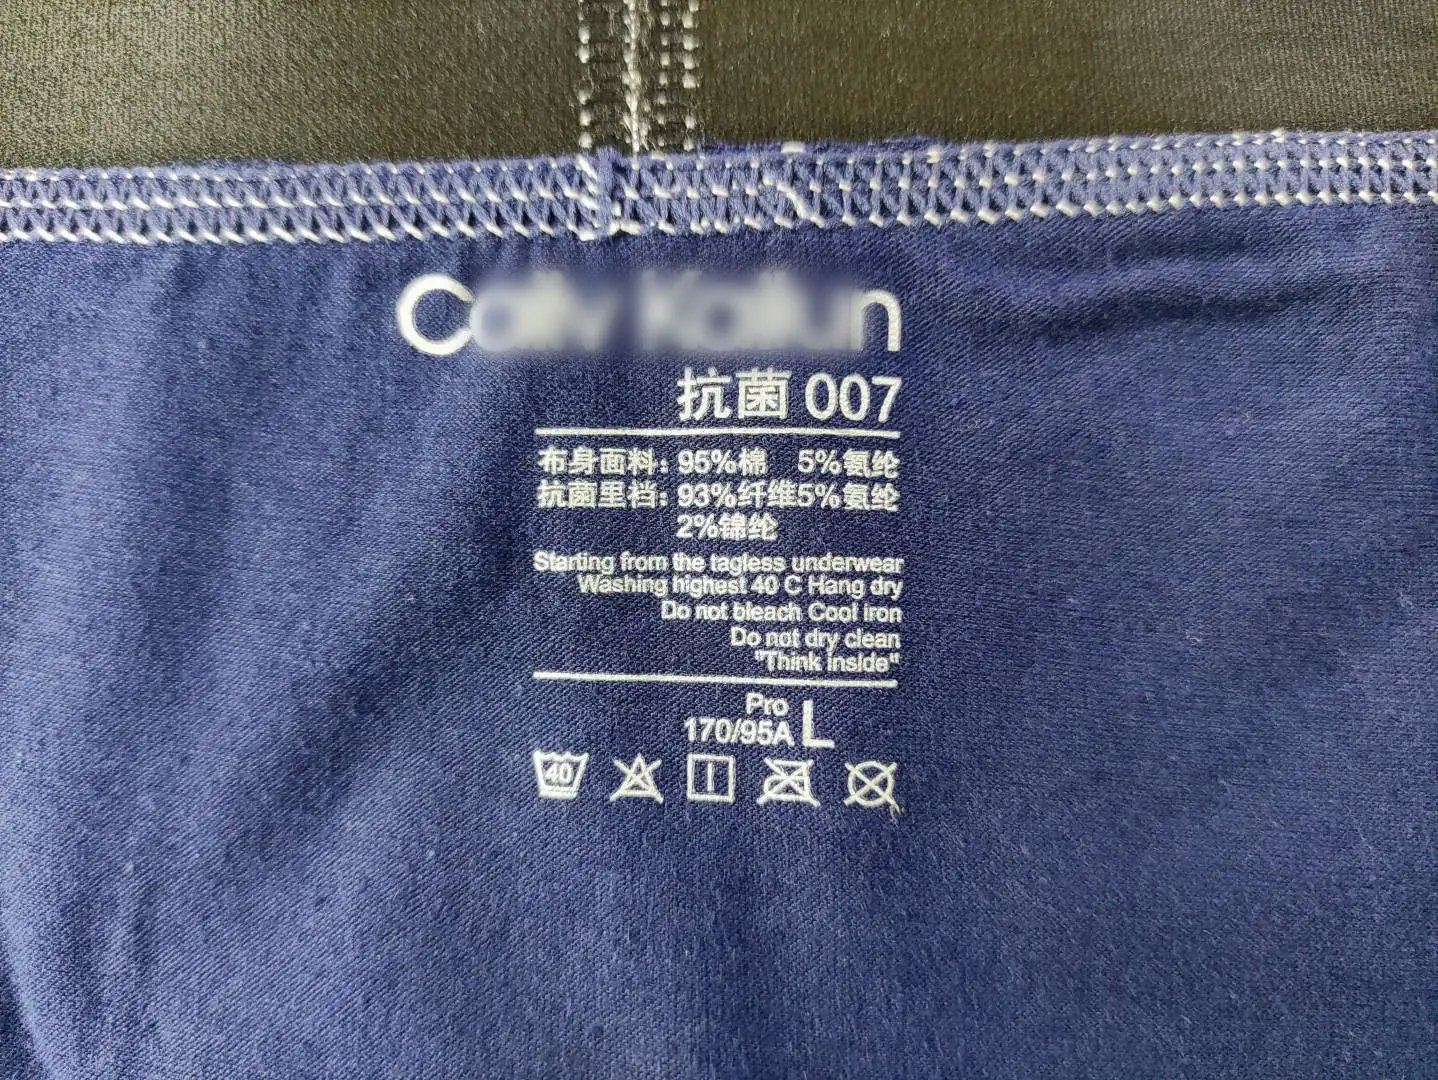 抗菌 007
布身面料: 95%棉 5%氨纶
抗菌里裆: 93%纤维5%氨纶
2%锦纶
Starting from the tagless underwear
Washing highest 40 C Hang dry
Do not bleach Cool iron
Do not dry clean
"Think inside"
Pro
170/95A L
40